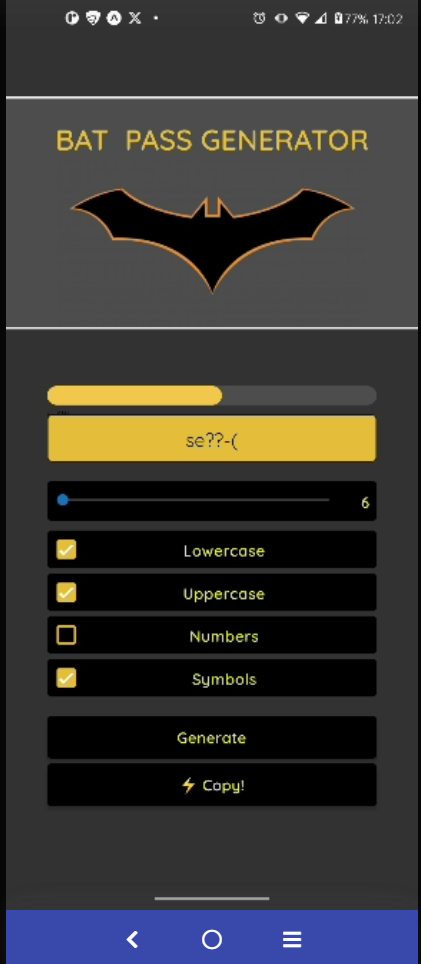 77% 17:02
BAT PASS GENERATOR
se??-(
6
Lowercase
Uppercase
Numbers
Symbols
Generate
⚡ Copy!